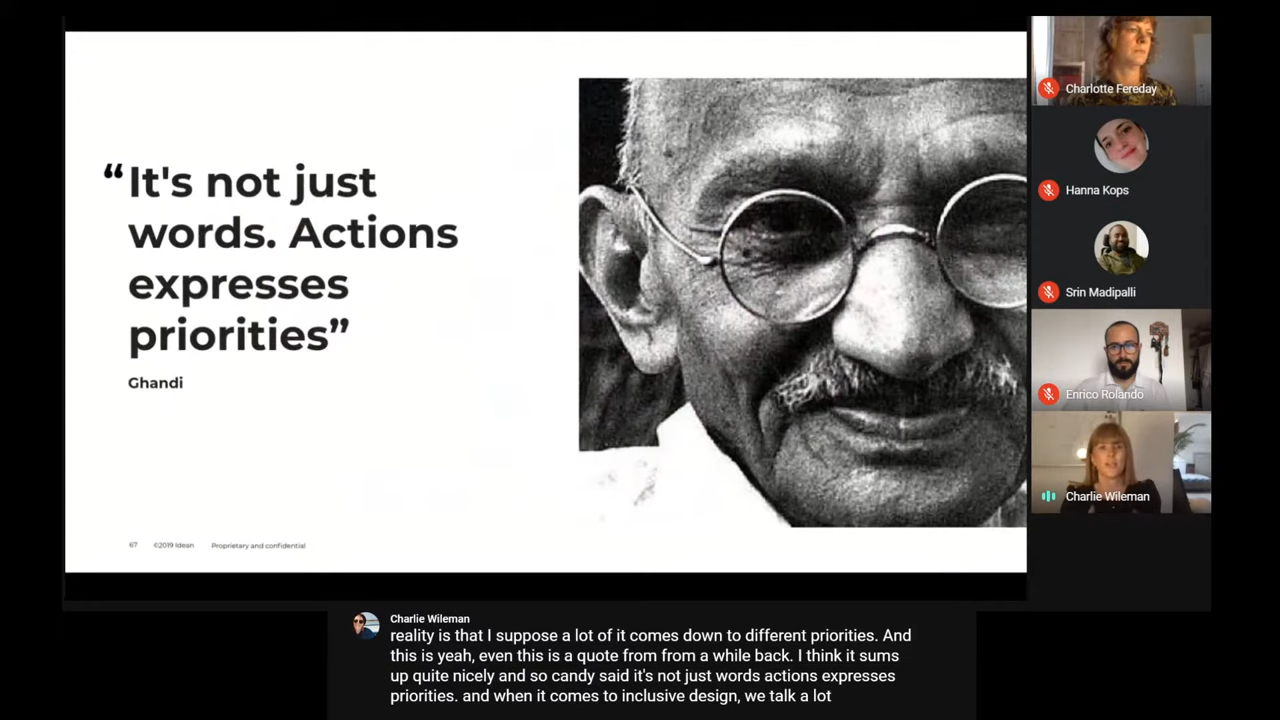 “It's not just
words. Actions
expresses
priorities”
Ghandi
67 ©2019 Idean Proprietary and confidential
Charlotte Fereday
Hanna Kops
Srin Madipalli
Enrico Rolando
Charlie Wileman
Charlie Wileman
reality is that I suppose a lot of it comes down to different priorities. And
this is yeah, even this is a quote from from a while back. I think it sums
up quite nicely and so candy said it's not just words actions expresses
priorities. and when it comes to inclusive design, we talk a lot